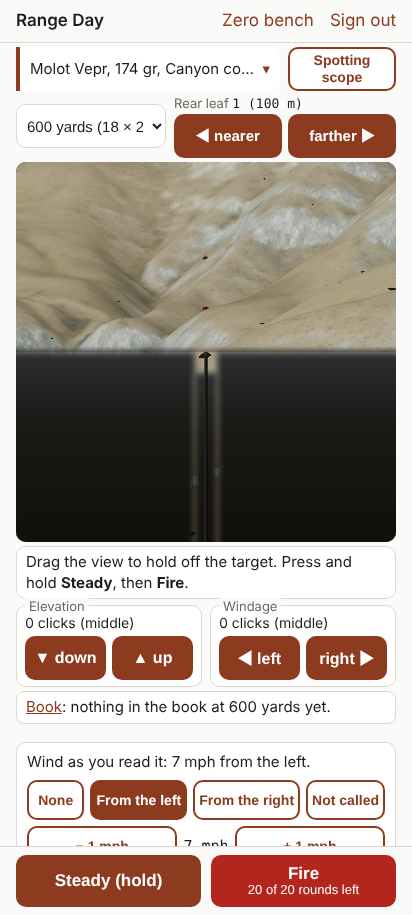 Range Day Zero bench Sign out
Molot Vepr, 174 gr, Canyon co... ▾
Spotting
scope
600 yards (18 × 2
Rear leaf 1 (100 m)
◀ nearer farther ▶
Drag the view to hold off the target. Press and
hold Steady, then Fire.
Elevation
0 clicks (middle)
▼ down ▲ up
Windage
0 clicks (middle)
◀ left right ▶
Book: nothing in the book at 600 yards yet.
Wind as you read it: 7 mph from the left.
None From the left From the right Not called
− 1 mph 7 mph + 1 mph
Steady (hold)
Fire
20 of 20 rounds left